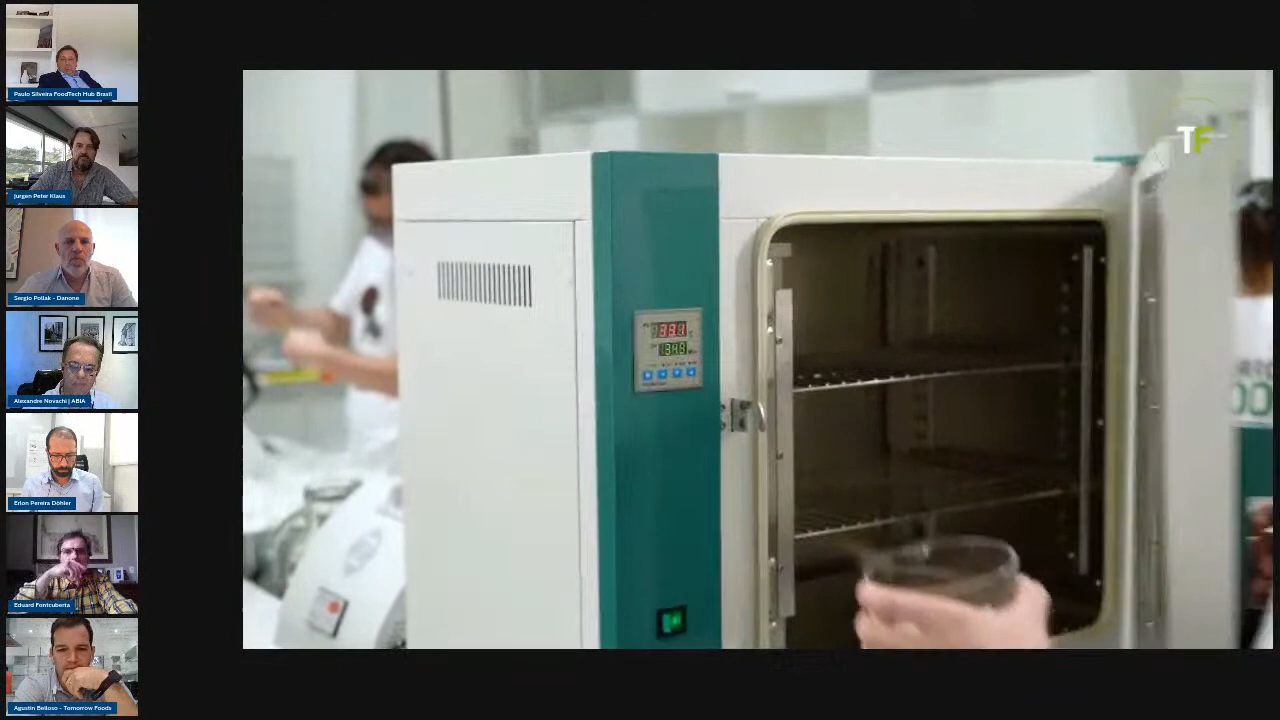 Paulo Silveira FoodTech Hub Brasil
Jurgen Peter Klaus
Sergio Pollak - Danone
Alexandre Novachi | ABIA
Erlon Pereira Döhler
Eduard Fontcuberta
Agustin Belloso - Tomorrow Foods
TF